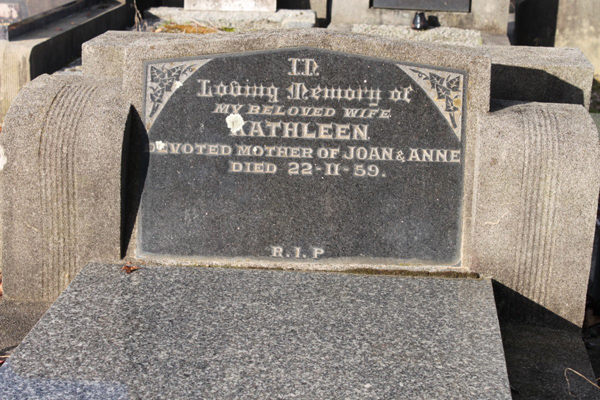 In
Loving Memory of
MY BELOVED WIFE
KATHLEEN
DEVOTED MOTHER OF JOAN & ANNE
DIED 22-11-59.
R.I.P